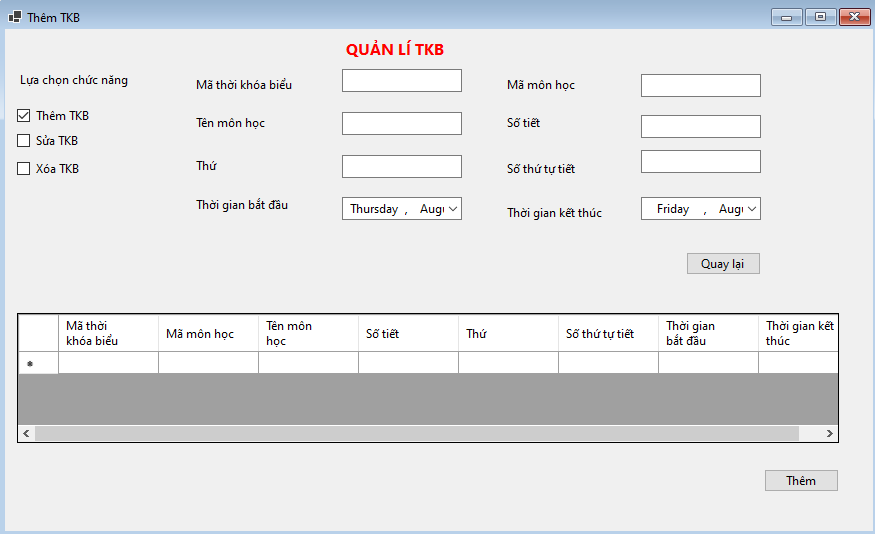 Thêm TKB
QUẢN LÍ TKB
Lựa chọn chức năng
Thêm TKB
Sửa TKB
Xóa TKB
Mã thời khóa biểu
Mã môn học
Tên môn học
Số tiết
Thứ
Số thứ tự tiết
Thời gian bắt đầu
Thursday , Augu
Thời gian kết thúc
Friday , Augu
Quay lại
Mã thời
khóa biểu
Mã môn học
Tên môn
học
Số tiết
Thứ
Số thứ tự tiết
Thời gian
bắt đầu
Thời gian kết
thúc
Thêm